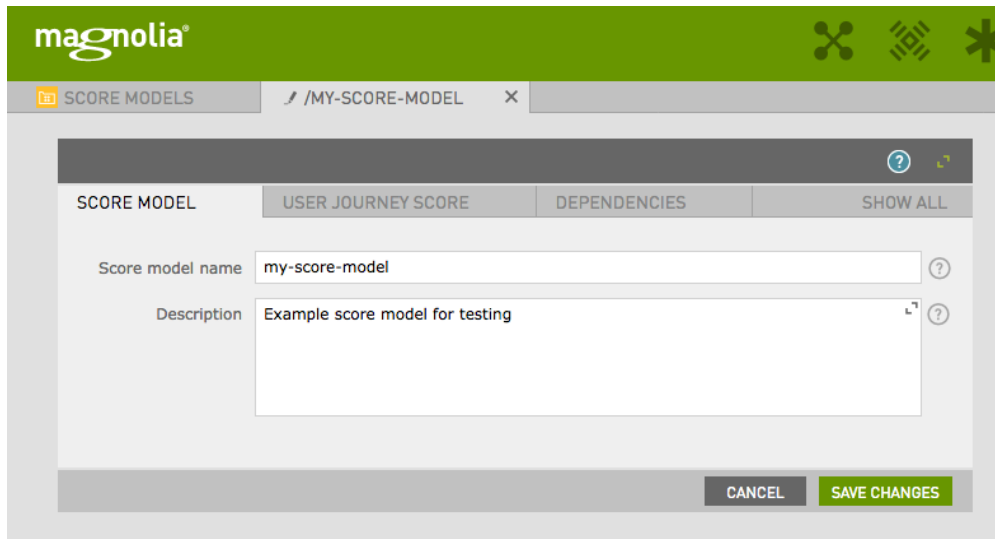 magnolia®
SCORE MODELS /MY-SCORE-MODEL
SCORE MODEL USER JOURNEY SCORE DEPENDENCIES SHOW ALL
Score model name my-score-model
Description Example score model for testing
CANCEL SAVE CHANGES